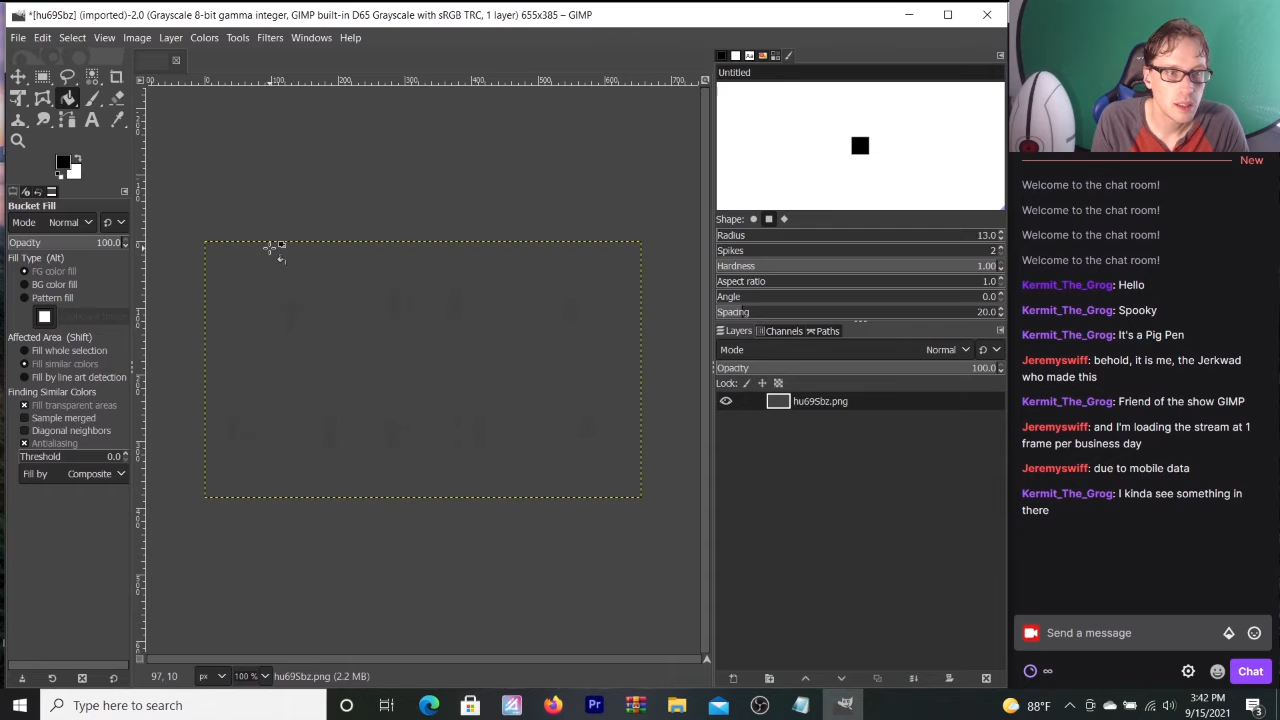 *[hu69Sbz] (imported)-2.0 (Grayscale 8-bit gamma integer, GIMP built-in D65 Grayscale with sRGB TRC, 1 layer) 655x385 – GIMP
File Edit Select View Image Layer Colors Tools Filters Windows Help
Bucket Fill
Mode Normal
Opacity 100.0
Fill Type (Alt)
FG color fill
BG color fill
Pattern fill
Affected Area (Shift)
Fill whole selection
Fill similar colors
Fill by line art detection
Finding Similar Colors
Fill transparent areas
Sample merged
Diagonal neighbors
Antialiasing
Threshold 0.0
Fill by Composite
0 100 200 300 400 500 600 700
97, 10 px 100 % hu69Sbz.png (2.2 MB)
Untitled
Shape:
Radius 13.0
Spikes 2
Hardness 1.00
Aspect ratio 1.0
Angle 0.0
Spacing 20.0
Layers Channels Paths
Mode Normal
Opacity 100.0
Lock:
hu69Sbz.png
New
Welcome to the chat room!
Welcome to the chat room!
Welcome to the chat room!
Welcome to the chat room!
Kermit_The_Grog: Hello
Kermit_The_Grog: Spooky
Kermit_The_Grog: It's a Pig Pen
Jeremyswiff: behold, it is me, the Jerkwad
who made this
Kermit_The_Grog: Friend of the show GIMP
Jeremyswiff: and I'm loading the stream at 1
frame per business day
Jeremyswiff: due to mobile data
Kermit_The_Grog: I kinda see something in
there
Send a message
Chat
Type here to search
Pr
88°F
3:42 PM
9/15/2021
3